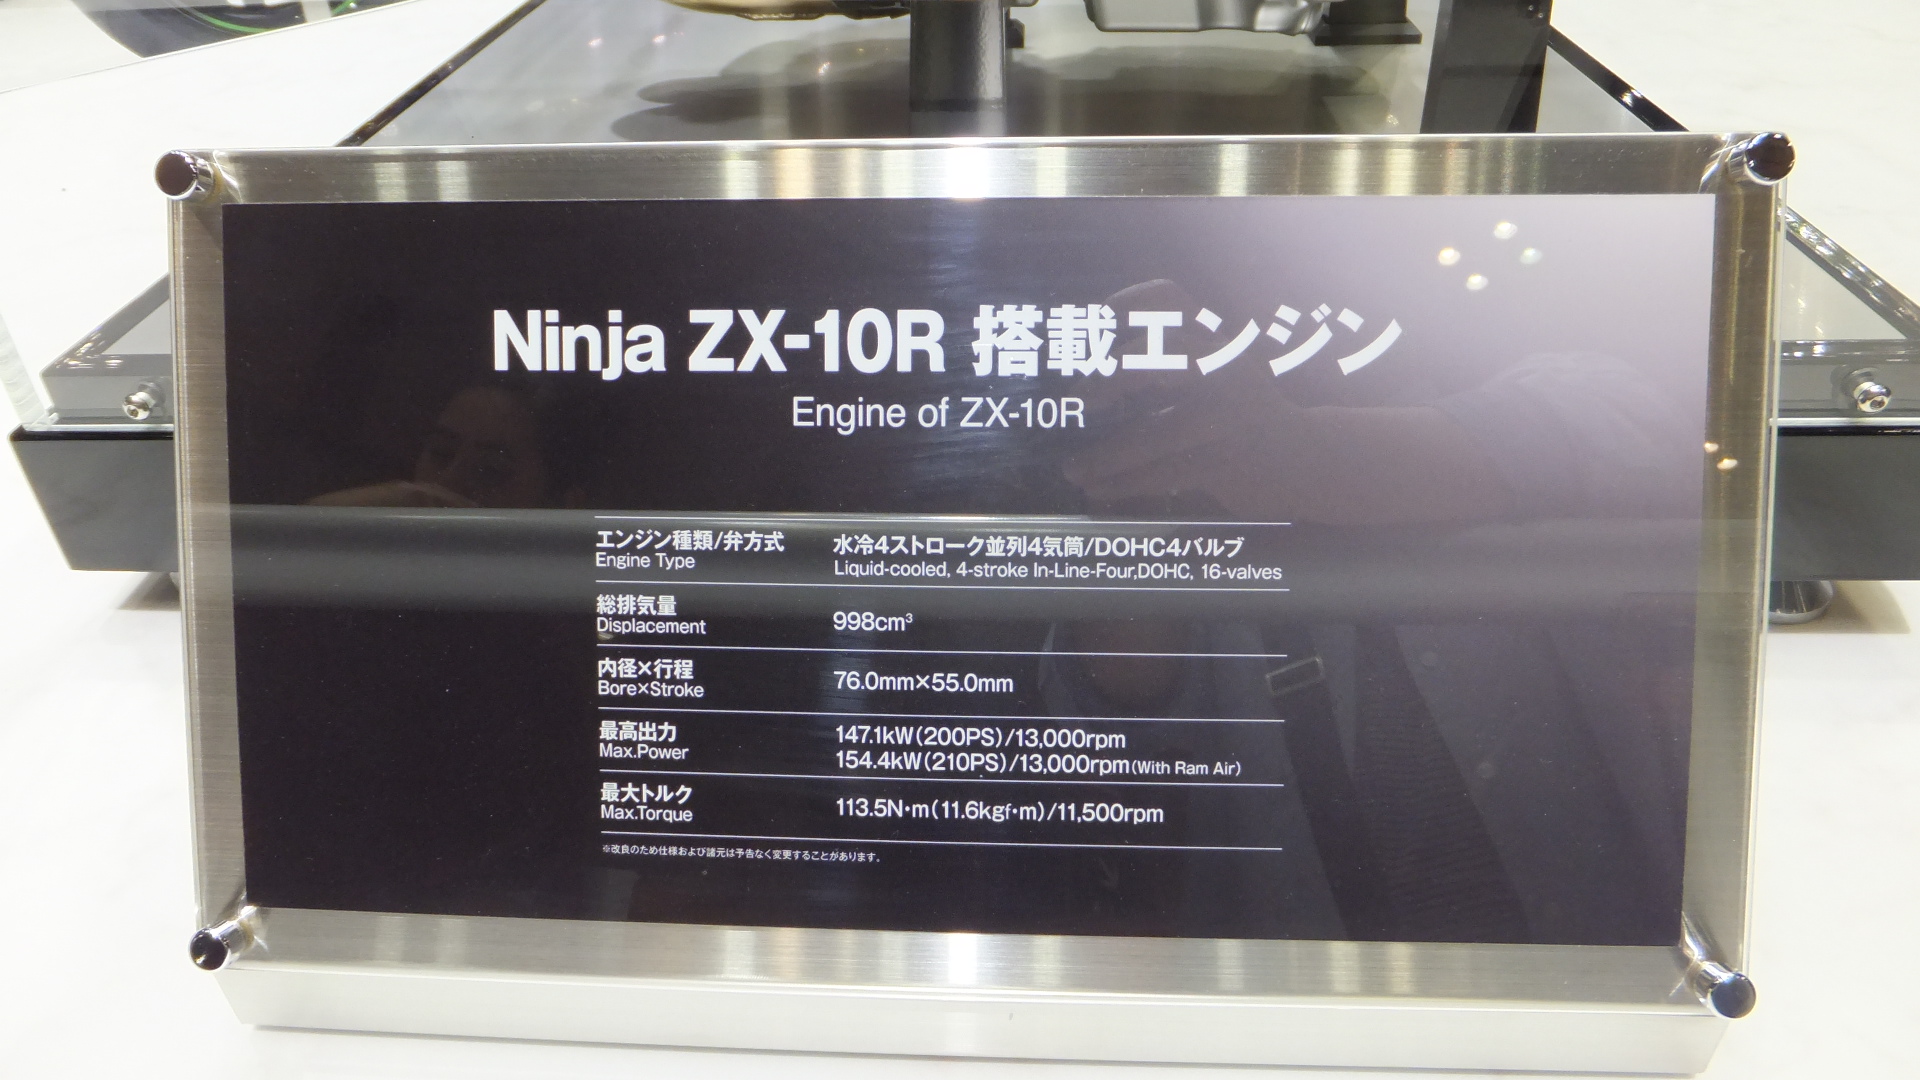 Ninja ZX-10R 搭載エンジン
Engine of ZX-10R
エンジン種類/弁方式 水冷4ストローク並列4気筒/DOHC4バルブ
Engine Type Liquid-cooled, 4-stroke In-Line-Four,DOHC, 16-valves
総排気量
Displacement 998cm³
内径×行程
Bore×Stroke 76.0mm×55.0mm
最高出力 147.1kW(200PS)/13,000rpm
Max.Power 154.4kW(210PS)/13,000rpm(With Ram Air)
最大トルク
Max.Torque 113.5N・m(11.6kgf・m)/11,500rpm
※改良のため仕様および諸元は予告なく変更することがあります。